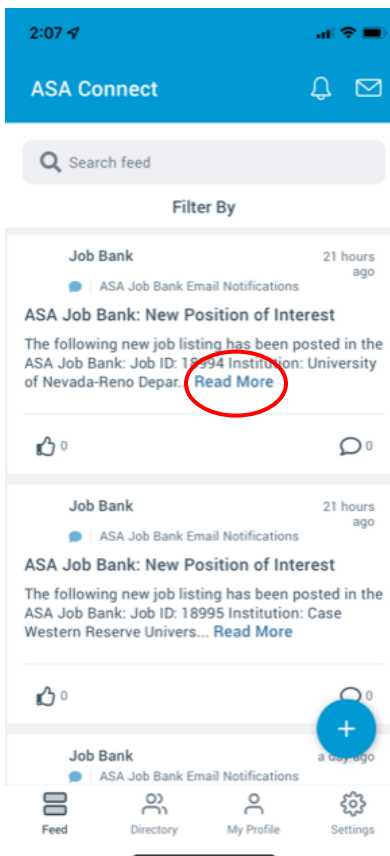 2:07
ASA Connect
Search feed
Filter By
Job Bank 21 hours
ago
ASA Job Bank Email Notifications
ASA Job Bank: New Position of Interest
The following new job listing has been posted in the
ASA Job Bank: Job ID: 18994 Institution: University
of Nevada-Reno Depar... Read More
0 0
Job Bank 21 hours
ago
ASA Job Bank Email Notifications
ASA Job Bank: New Position of Interest
The following new job listing has been posted in the
ASA Job Bank: Job ID: 18995 Institution: Case
Western Reserve Univers... Read More
0 0
+
Job Bank a day ago
ASA Job Bank Email Notifications
Feed Directory My Profile Settings